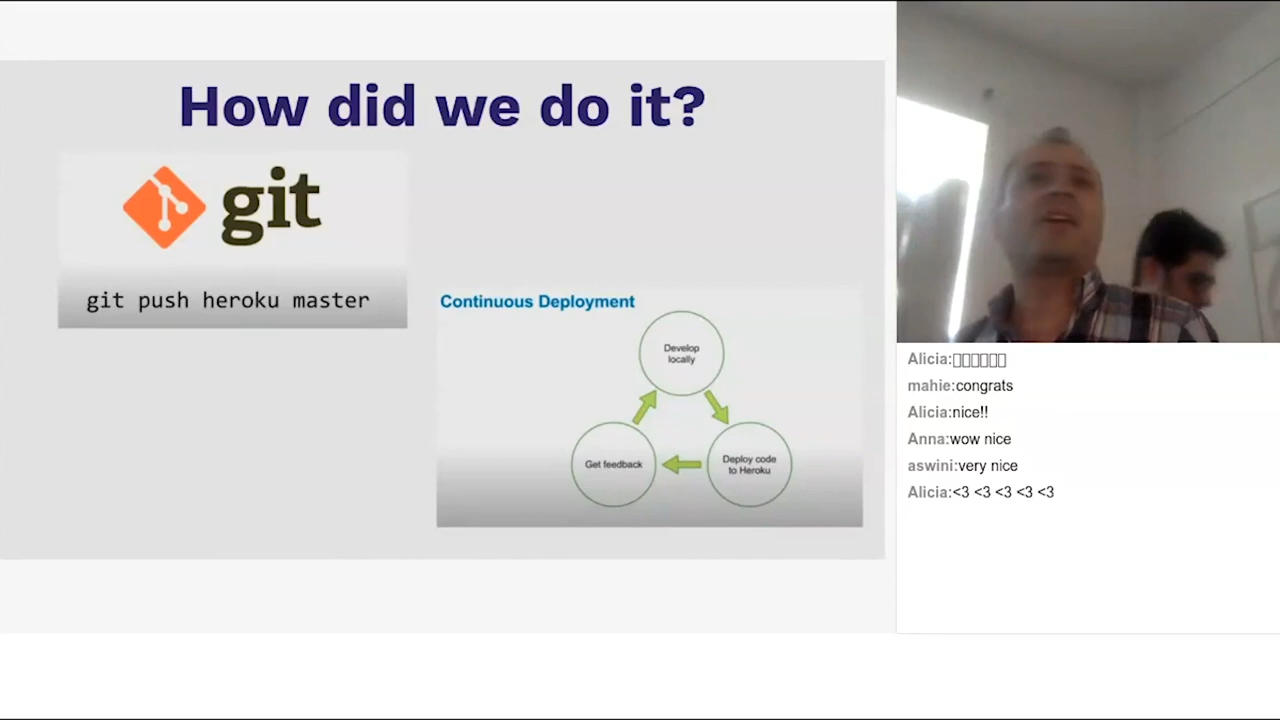 How did we do it?
git
git push heroku master
Continuous Deployment
Develop
locally
Get feedback
Deploy code
to Heroku
Alicia:▯▯▯▯▯▯
mahie:congrats
Alicia:nice!!
Anna:wow nice
aswini:very nice
Alicia:<3 <3 <3 <3 <3